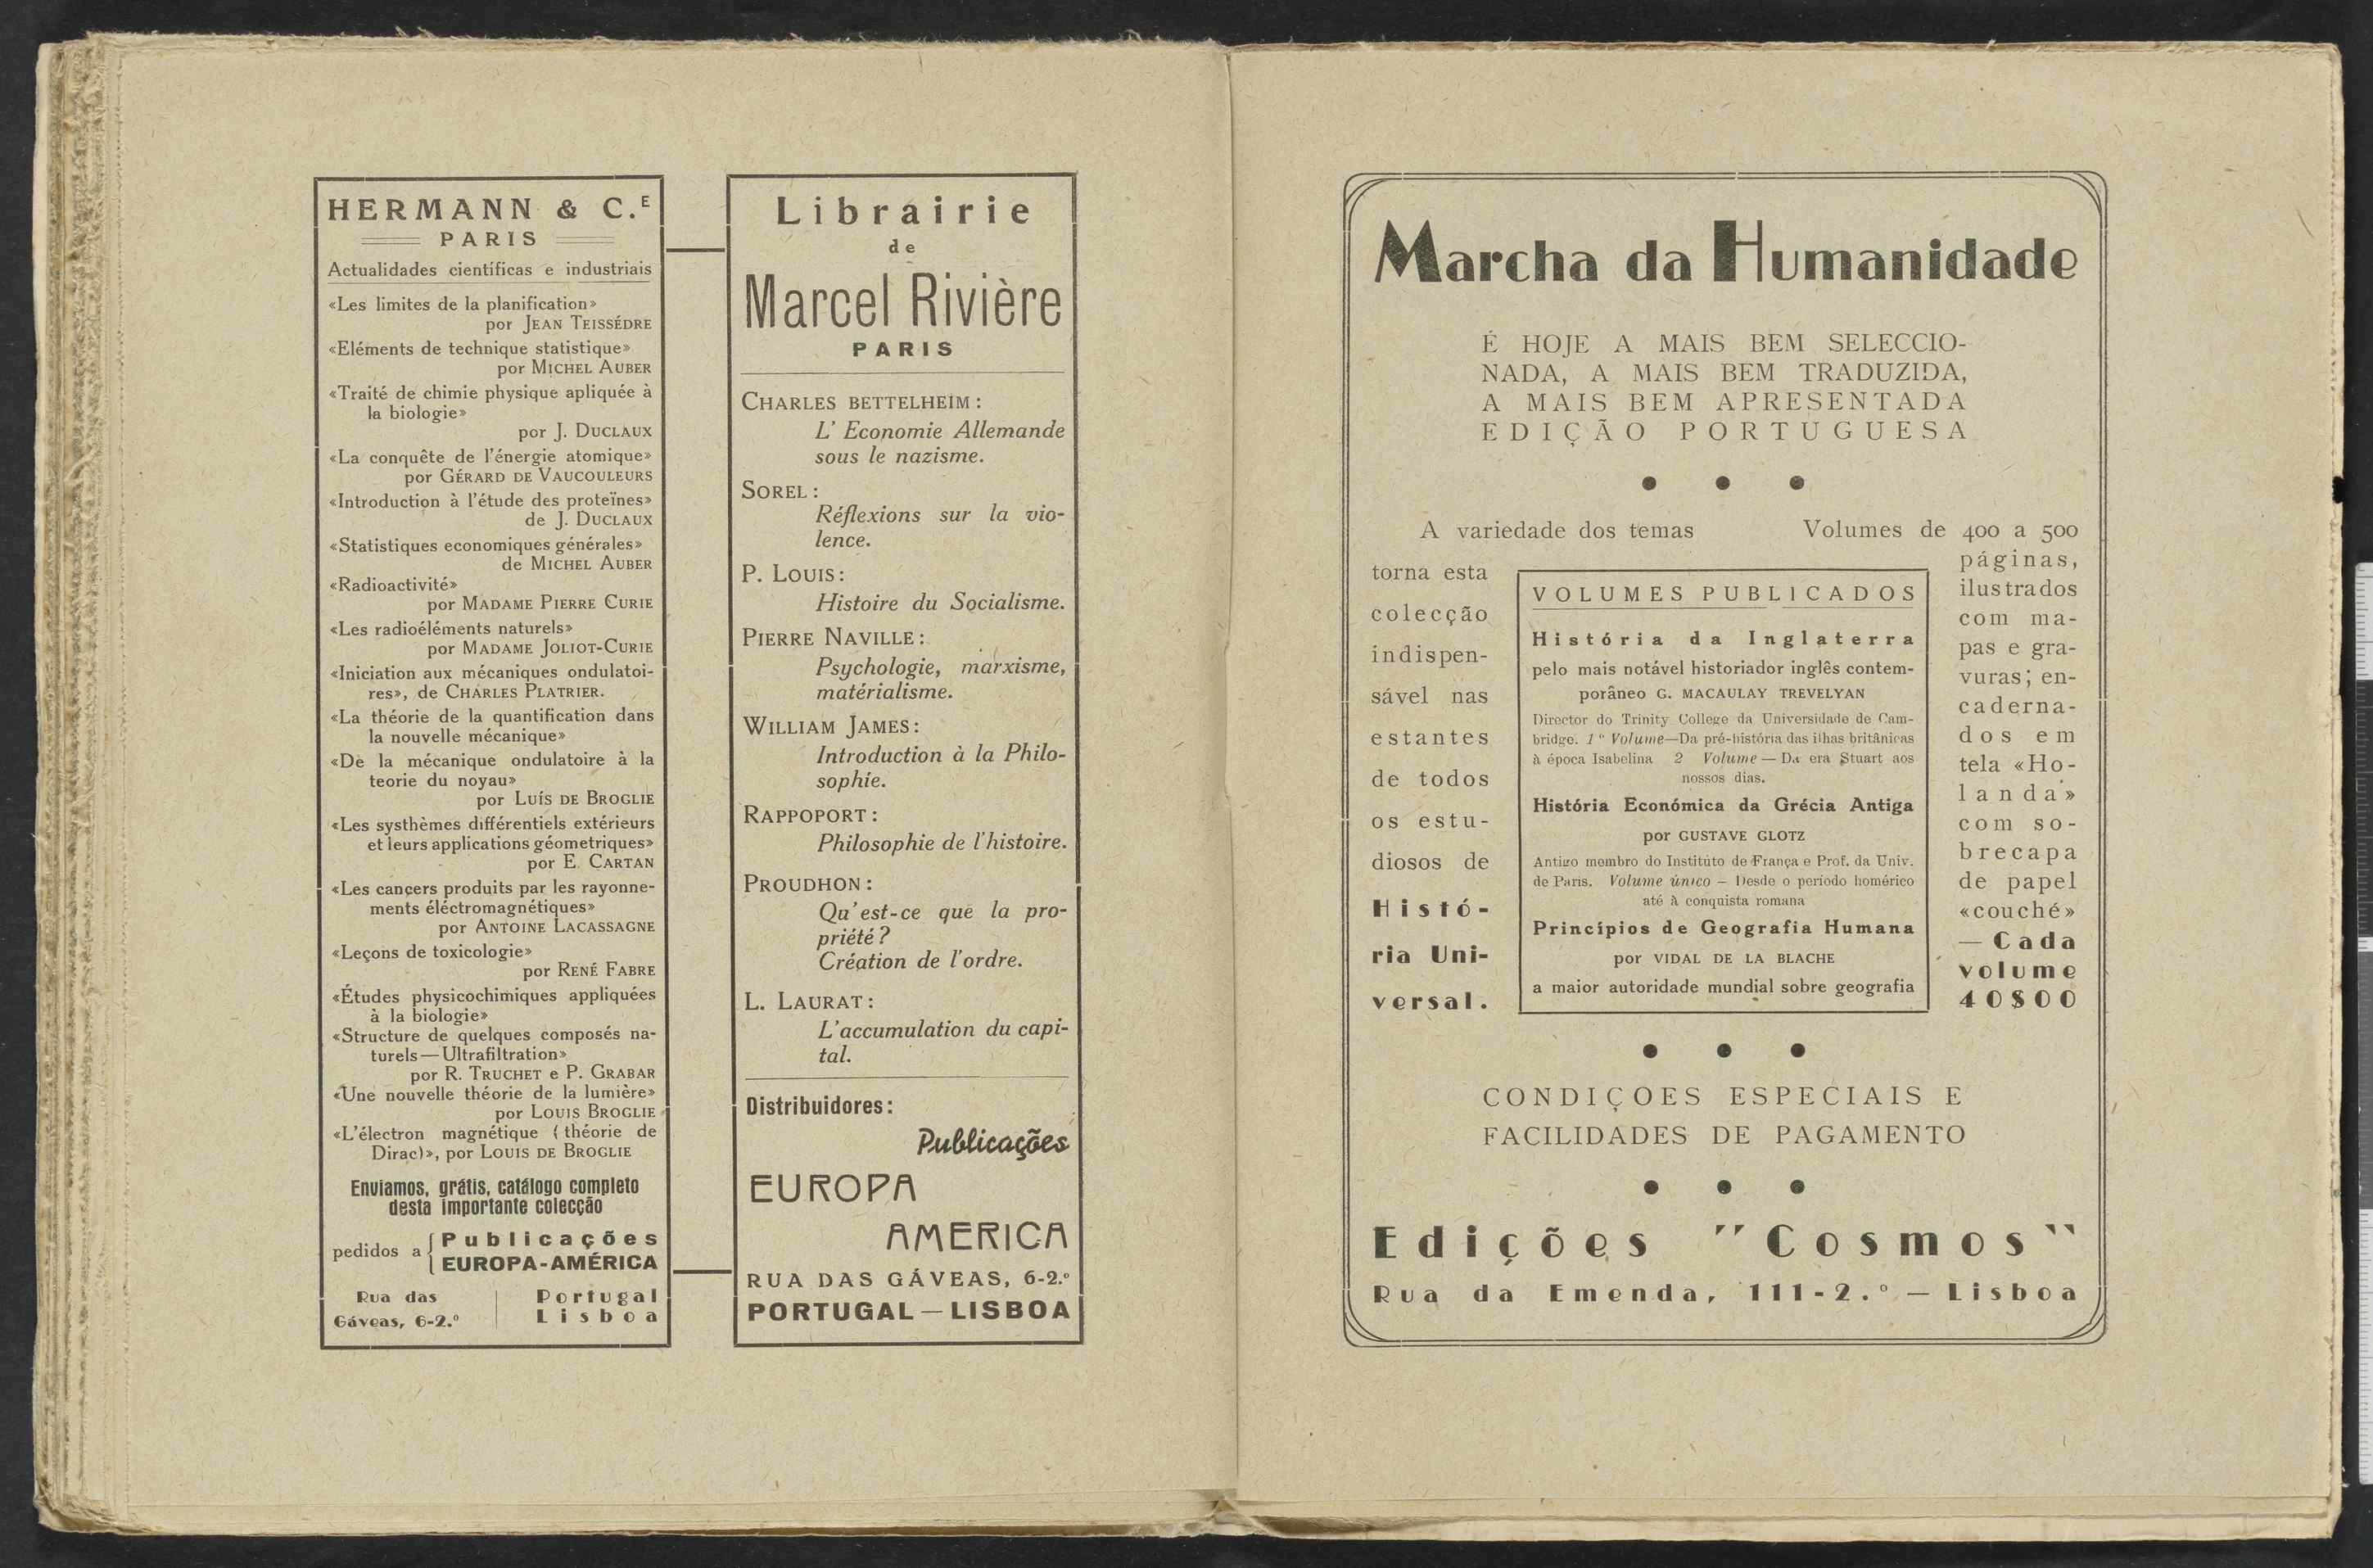 HERMANN & C.E
PARIS
Actualidades científicas e industriais
«Les limites de la planification»
por JEAN TEISSÉDRE
«Eléments de technique statistique»
por MICHEL AUBER
«Traité de chimie physique apliquée à
la biologie»
por J. DUCLAUX
«La conquête de l'énergie atomique»
por GÉRARD DE VAUCOULEURS
«Introduction à l'étude des proteïnes»
de J. DUCLAUX
«Statistiques economiques générales»
de MICHEL AUBER
«Radioactivité»
por MADAME PIERRE CURIE
«Les radioéléments naturels»
por MADAME JOLIOT-CURIE
«Iniciation aux mécaniques ondulatoi-
res», de CHARLES PLATRIER.
«La théorie de la quantification dans
la nouvelle mécanique»
«De la mécanique ondulatoire à la
teorie du noyau»
por LUÍS DE BROGLIE
«Les systhèmes différentiels extérieurs
et leurs applications géometriques»
por E. CARTAN
«Les cancers produits par les rayonne-
ments éléctromagnétiques»
por ANTOINE LACASSAGNE
«Leçons de toxicologie»
por RENÉ FABRE
«Études physicochimiques appliquées
à la biologie»
«Structure de quelques composés na-
turels—Ultrafiltration»
por R. TRUCHET e P. GRABAR
«Une nouvelle théorie de la lumière»
por LOUIS BROGLIE
«L'électron magnétique (théorie de
Dirac)», por LOUIS DE BROGLIE
Enviamos, grátis, catálogo completo
desta importante colecção
pedidos a
Publicações
EUROPA-AMÉRICA
Rua das
Gáveas, 6-2.º
Portugal
Lisboa
Librairie
de
Marcel Rivière
PARIS
CHARLES BETTELHEIM:
L' Economie Allemande
sous le nazisme.
SOREL:
Réflexions sur la vio-
lence.
P. LOUIS:
Histoire du Socialisme.
PIERRE NAVILLE:
Psychologie, marxisme,
matérialisme.
WILLIAM JAMES:
Introduction à la Philo-
sophie.
RAPPOPORT:
Philosophie de l'histoire.
PROUDHON:
Qu'est-ce que la pro-
priété?
Création de l'ordre.
L. LAURAT:
L'accumulation du capi-
tal.
Distribuidores:
Publicações
EUROPA
AMERICA
RUA DAS GÁVEAS, 6-2.º
PORTUGAL—LISBOA
Marcha da Humanidade
É HOJE A MAIS BEM SELECCIO-
NADA, A MAIS BEM TRADUZIDA,
A MAIS BEM APRESENTADA
EDIÇÃO PORTUGUESA
A variedade dos temas
torna esta
colecção
indispen-
sável nas
estantes
de todos
os estu-
diosos de
Histó-
ria Uni-
versal.
VOLUMES PUBLICADOS
História da Inglaterra
pelo mais notável historiador inglês contem-
porâneo G. MACAULAY TREVELYAN
Director do Trinity College da Universidade de Cam-
bridge. 1º Volume—Da pré-história das ilhas britânicas
à época Isabelina 2 Volume — Da era Stuart aos
nossos dias.
História Económica da Grécia Antiga
por GUSTAVE GLOTZ
Antigo membro do Instituto de França e Prof. da Univ.
de Paris. Volume único — Desde o período homérico
até à conquista romana
Princípios de Geografia Humana
por VIDAL DE LA BLACHE
a maior autoridade mundial sobre geografia
Volumes de 400 a 500
páginas,
ilustrados
com ma-
pas e gra-
vuras; en-
caderna-
dos em
tela «Ho-
landa»
com so-
brecapa
de papel
«couché»
— Cada
volume
40$00
CONDIÇOES ESPECIAIS E
FACILIDADES DE PAGAMENTO
Edições "Cosmos"
Rua da Emenda, 111-2.º — Lisboa